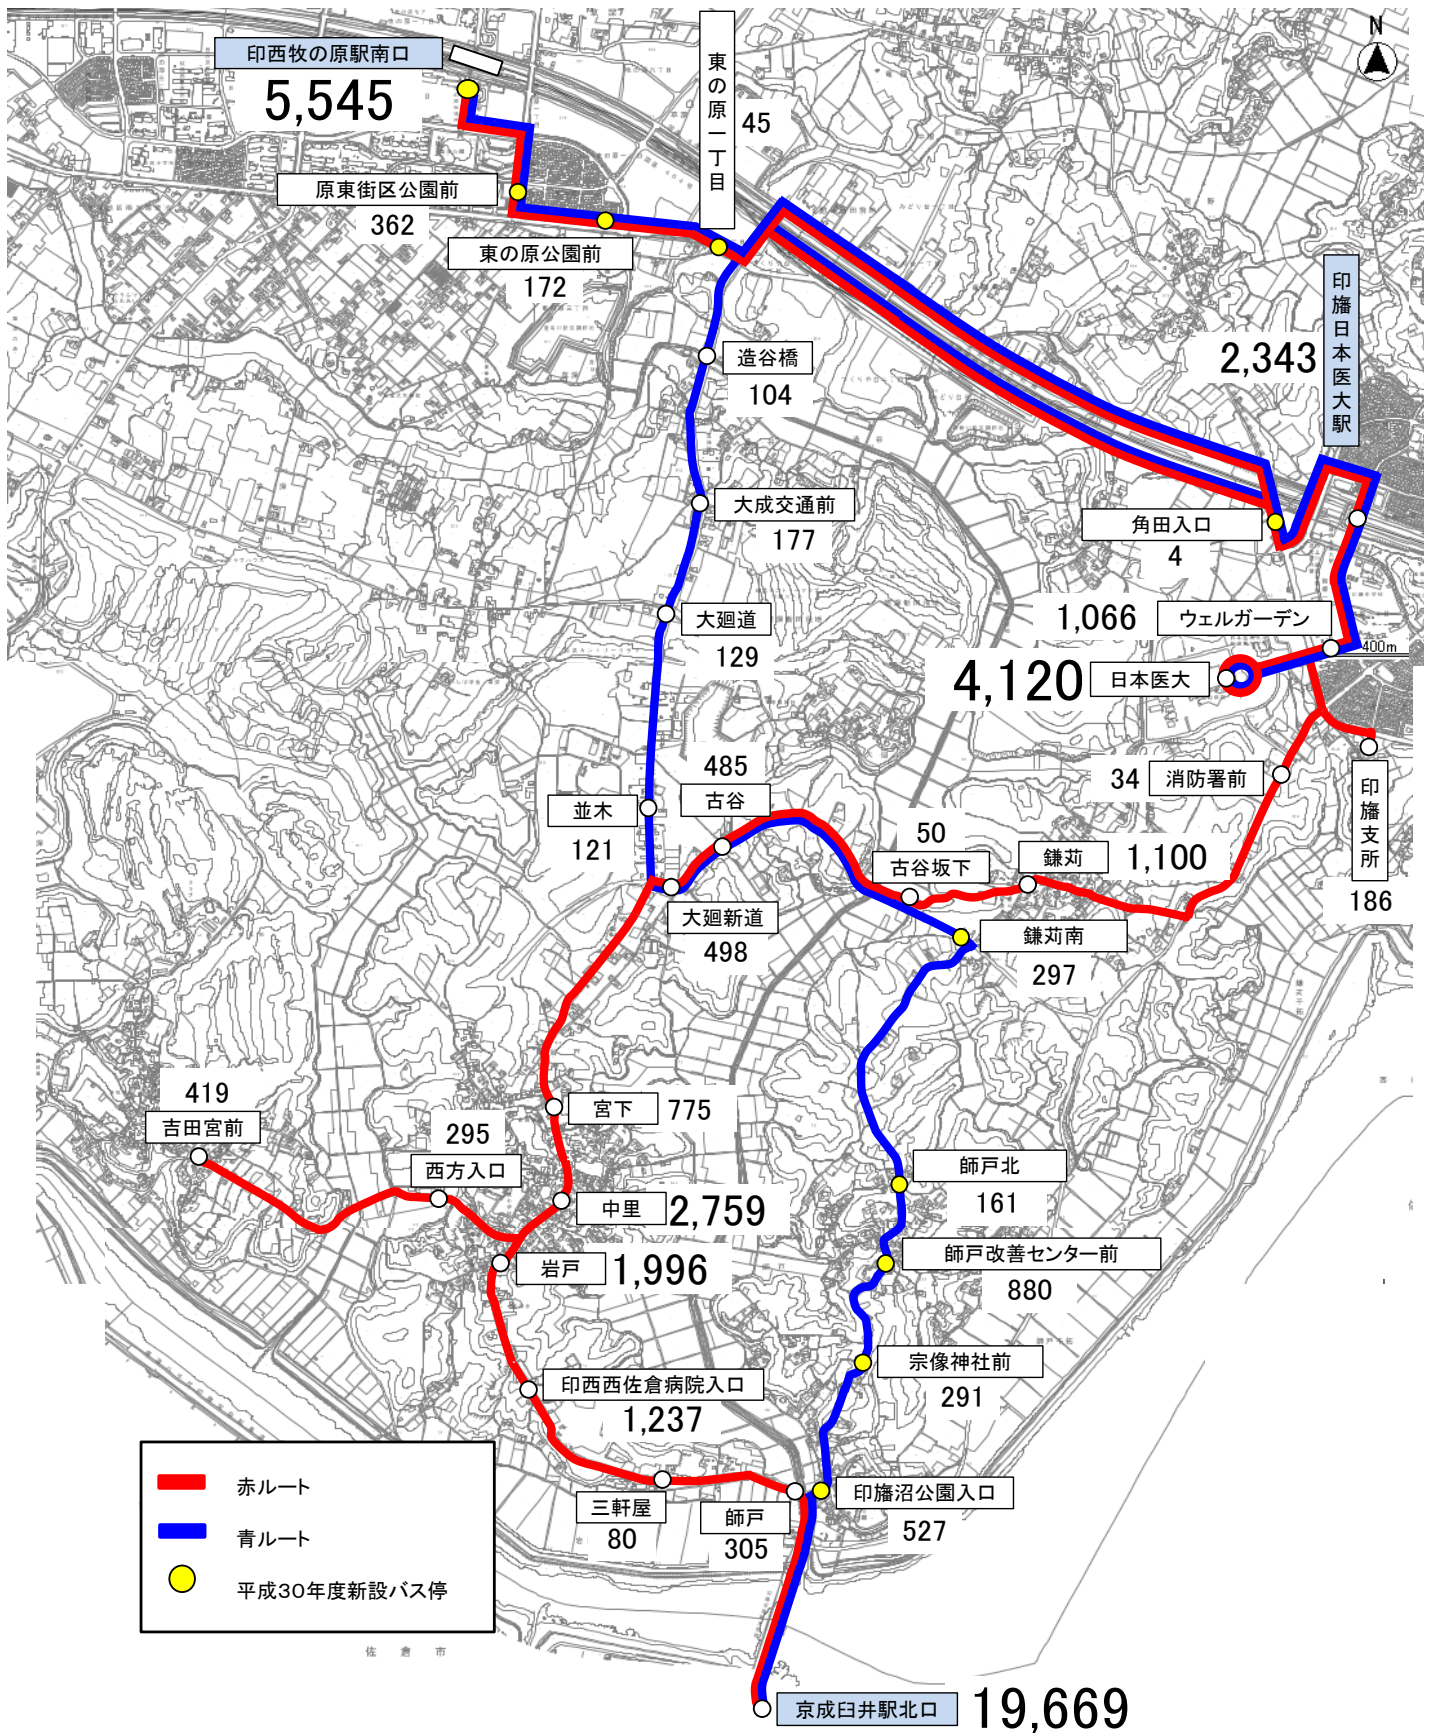 N
印西牧の原駅南口
5,545
東の原一丁目
45
原東街区公園前
362
東の原公園前
172
印旛日本医大駅
2,343
造谷橋
104
大成交通前
177
角田入口
4
大廻道
129
1,066
ウェルガーデン
400m
4,120
日本医大
485
古谷
34
消防署前
印旛支所
186
並木
121
50
古谷坂下
鎌苅
1,100
大廻新道
498
鎌苅南
297
419
吉田宮前
295
西方入口
宮下
775
師戸北
161
中里
2,759
岩戸
1,996
師戸改善センター前
880
宗像神社前
291
印西西佐倉病院入口
1,237
三軒屋
80
師戸
305
印旛沼公園入口
527
赤ルート
青ルート
平成30年度新設バス停
佐倉市
京成臼井駅北口
19,669